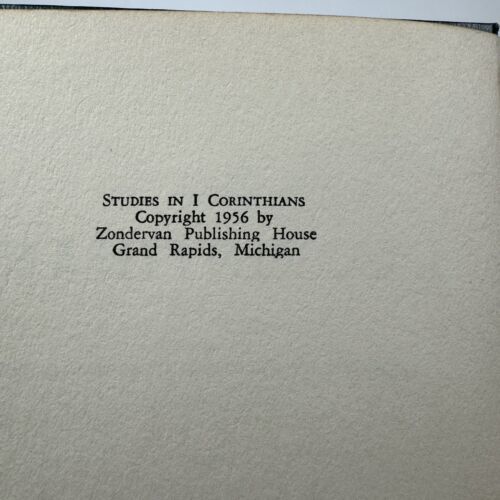 STUDIES IN I CORINTHIANS
Copyright 1956 by
Zondervan Publishing House
Grand Rapids, Michigan